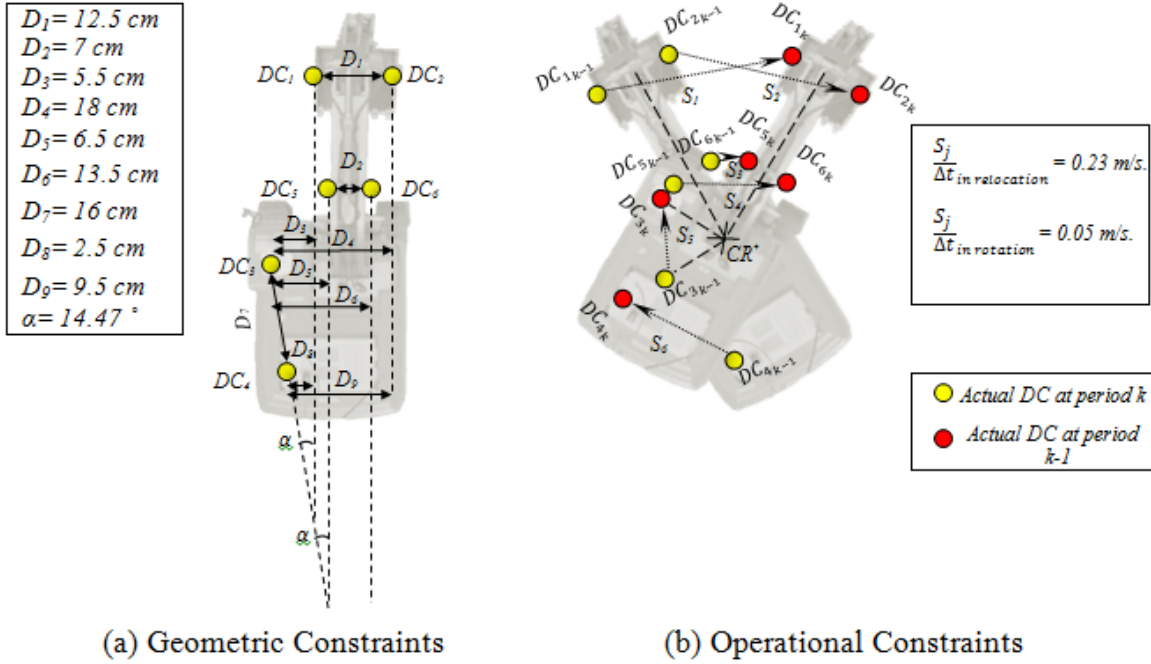 D₁= 12.5 cm
D₂= 7 cm
D₃= 5.5 cm
D₄= 18 cm
D₅= 6.5 cm
D₆= 13.5 cm
D₇= 16 cm
D₈= 2.5 cm
D₉= 9.5 cm
α= 14.47 °
D₁
DC₁
DC₂
D₂
DC₅
DC₆
D₃
D₄
DC₃
D₅
D₆
D₇
D₈
DC₄
D₉
α
α
(a) Geometric Constraints
DC₂ₖ₋₁
DC₁ₖ
DC₁ₖ₋₁
S₁
S₂
DC₂ₖ
DC₆ₖ₋₁
DC₅ₖ
DC₅ₖ₋₁
S₃
DC₆ₖ
S₄
DC₃ₖ
S₅
CR⁺
DC₃ₖ₋₁
DC₄ₖ
S₆
DC₄ₖ₋₁
Sⱼ
Δt in relocation = 0.23 m/s.
Sⱼ
Δt in rotation = 0.05 m/s.
Actual DC at period k
Actual DC at period
k-1
(b) Operational Constraints